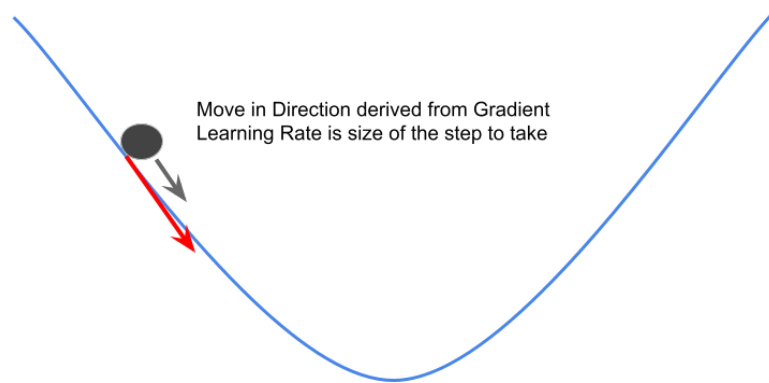 Move in Direction derived from Gradient
Learning Rate is size of the step to take